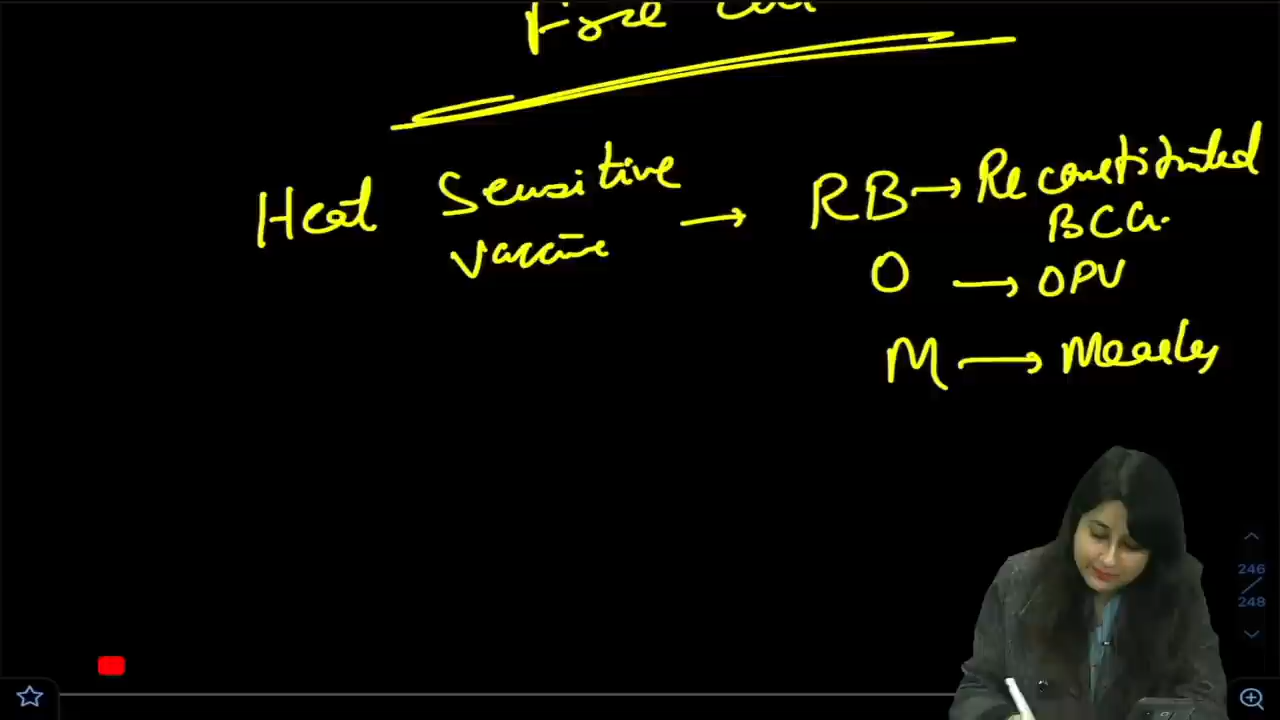 Heat Sensitive vaccine → RB → Reconstituted BCG.
O → OPV
M → Measles
246
248